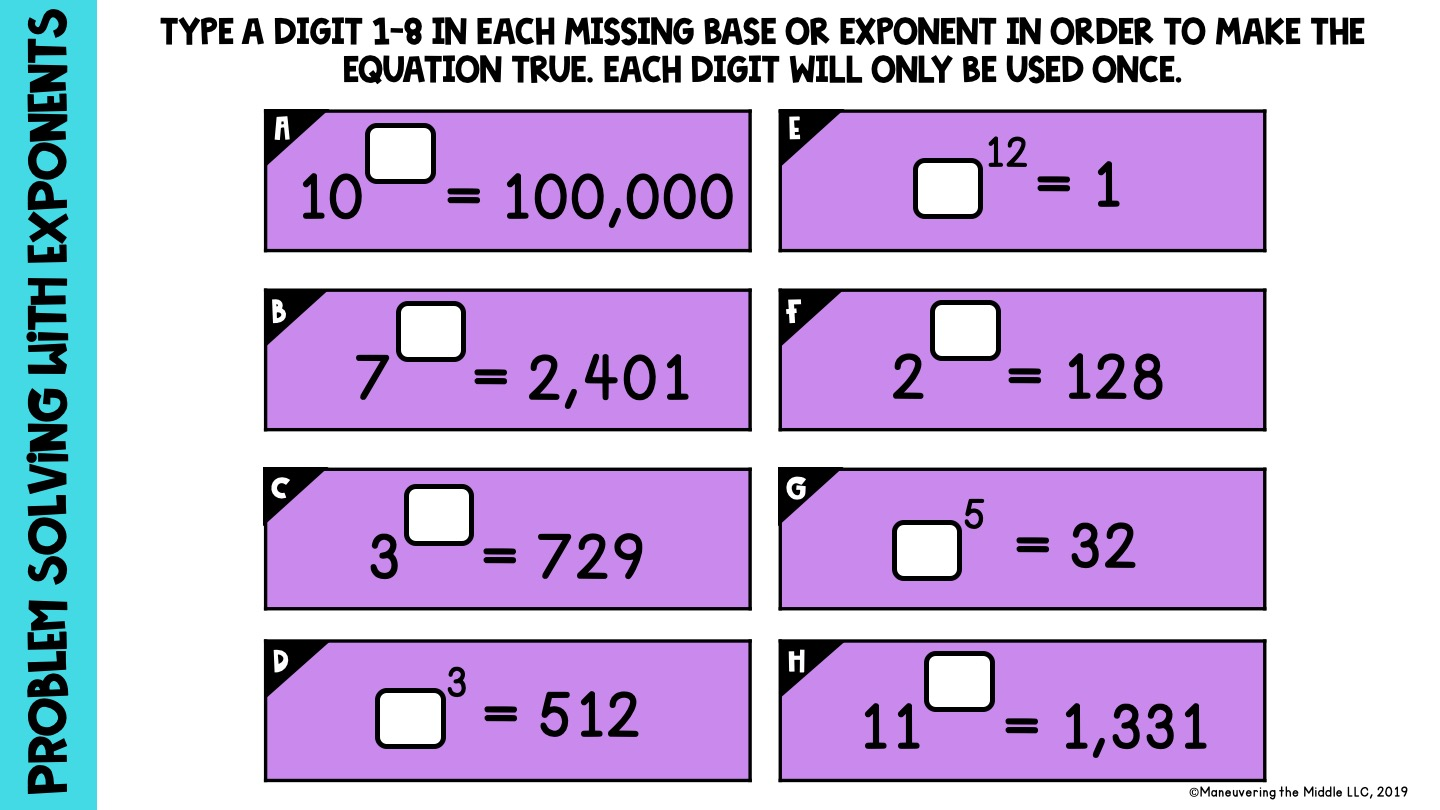 PROBLEM SOLVING WITH EXPONENTS
TYPE A DIGIT 1-8 IN EACH MISSING BASE OR EXPONENT IN ORDER TO MAKE THE
EQUATION TRUE. EACH DIGIT WILL ONLY BE USED ONCE.
A
10□ = 100,000
B
7□ = 2,401
C
3□ = 729
D
□³ = 512
E
□¹² = 1
F
2□ = 128
G
□⁵ = 32
H
11□ = 1,331
©Maneuvering the Middle LLC, 2019